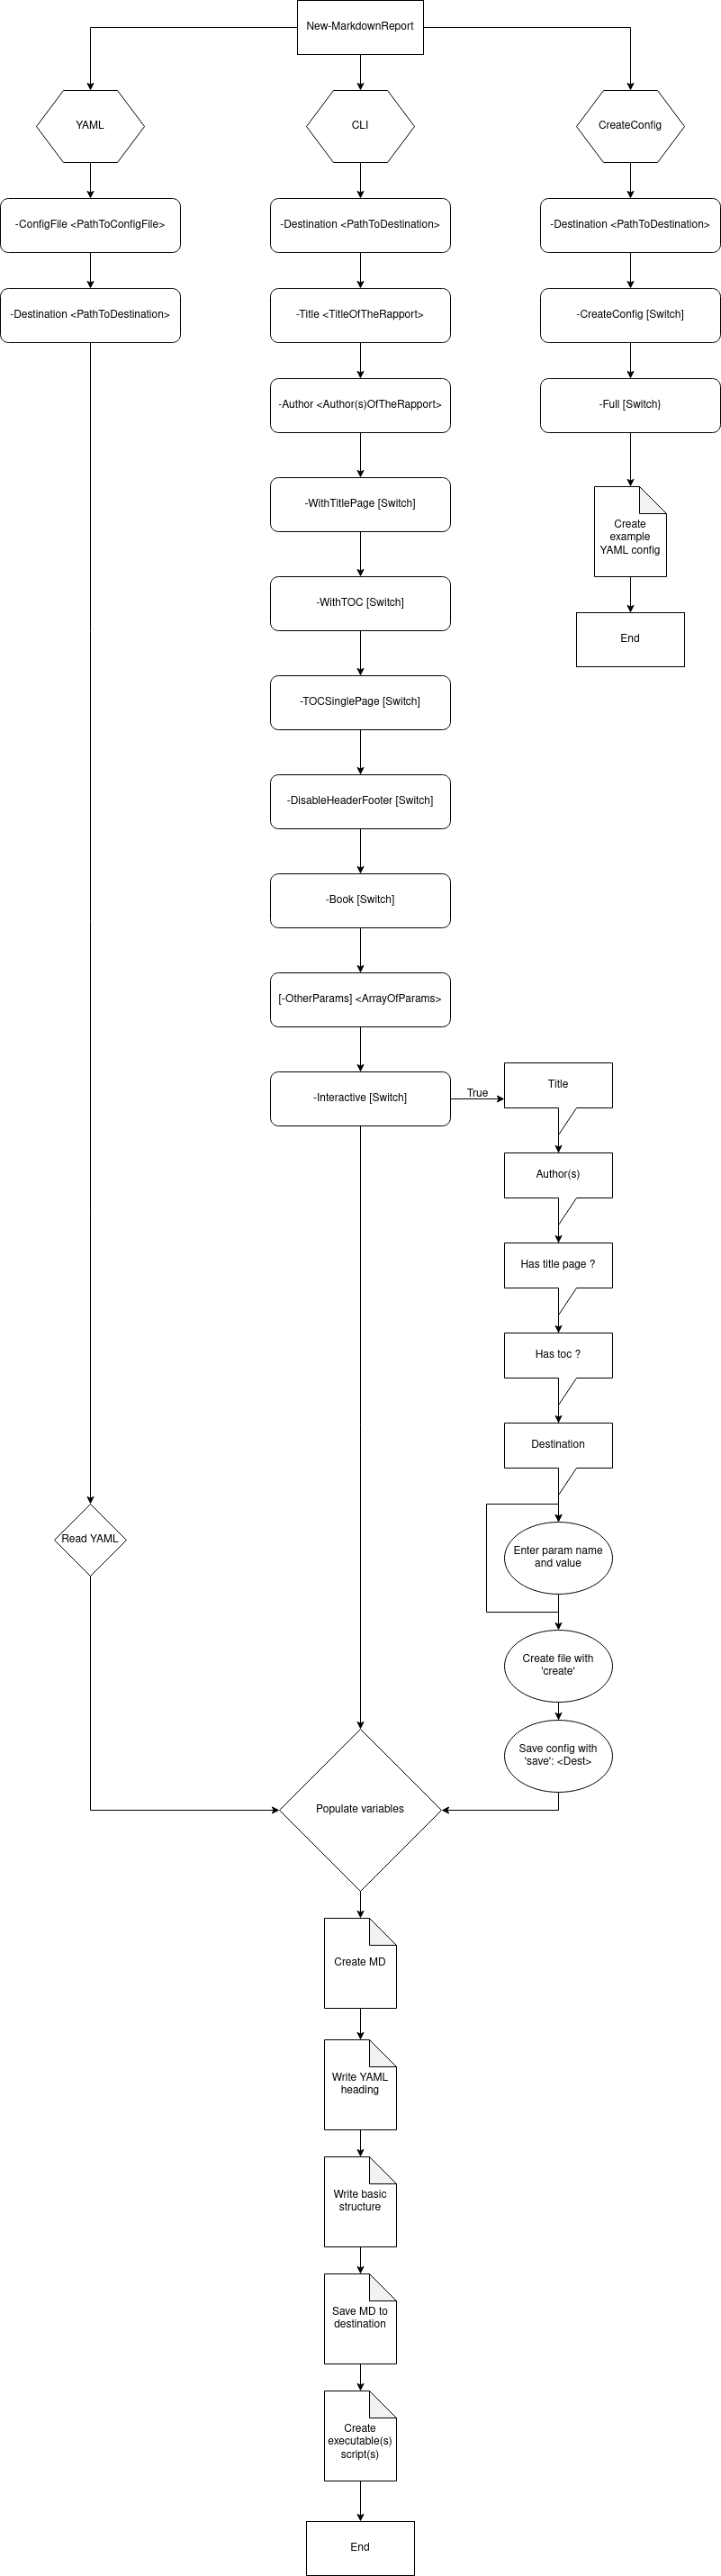 New-MarkdownReport
YAML
CLI
CreateConfig
-ConfigFile <PathToConfigFile>
-Destination <PathToDestination>
-Destination <PathToDestination>
-Destination <PathToDestination>
-Title <TitleOfTheRapport>
-CreateConfig [Switch]
-Author <Author(s)OfTheRapport>
-Full [Switch}
-WithTitlePage [Switch]
Create
example
YAML config
-WithTOC [Switch]
End
-TOCSinglePage [Switch]
-DisableHeaderFooter [Switch]
-Book [Switch]
[-OtherParams] <ArrayOfParams>
-Interactive [Switch]
True
Title
Author(s)
Has title page ?
Has toc ?
Destination
Read YAML
Enter param name
and value
Create file with
'create'
Save config with
'save': <Dest>
Populate variables
Create MD
Write YAML
heading
Write basic
structure
Save MD to
destination
Create
executable(s)
script(s)
End